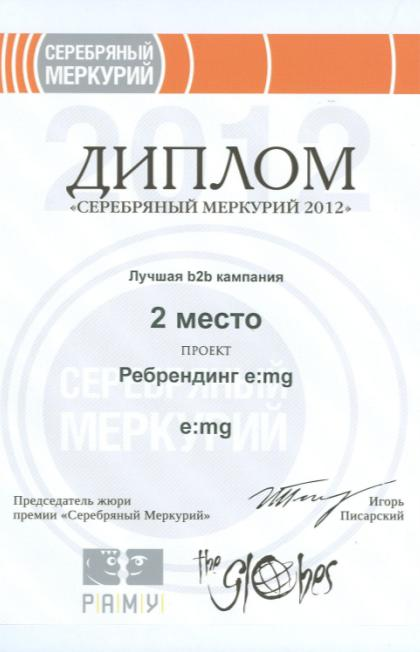 СЕРЕБРЯНЫЙ
МЕРКУРИЙ
2012
ДИПЛОМ
«СЕРЕБРЯНЫЙ МЕРКУРИЙ 2012»
Лучшая b2b кампания
2 место
ПРОЕКТ
Ребрендинг e:mg
СЕРЕБРЯНЫЙ
МЕРКУРИЙ
e:mg
Председатель жюри
премии «Серебряный Меркурий»
Игорь
Писарский
РАМУ
the globes